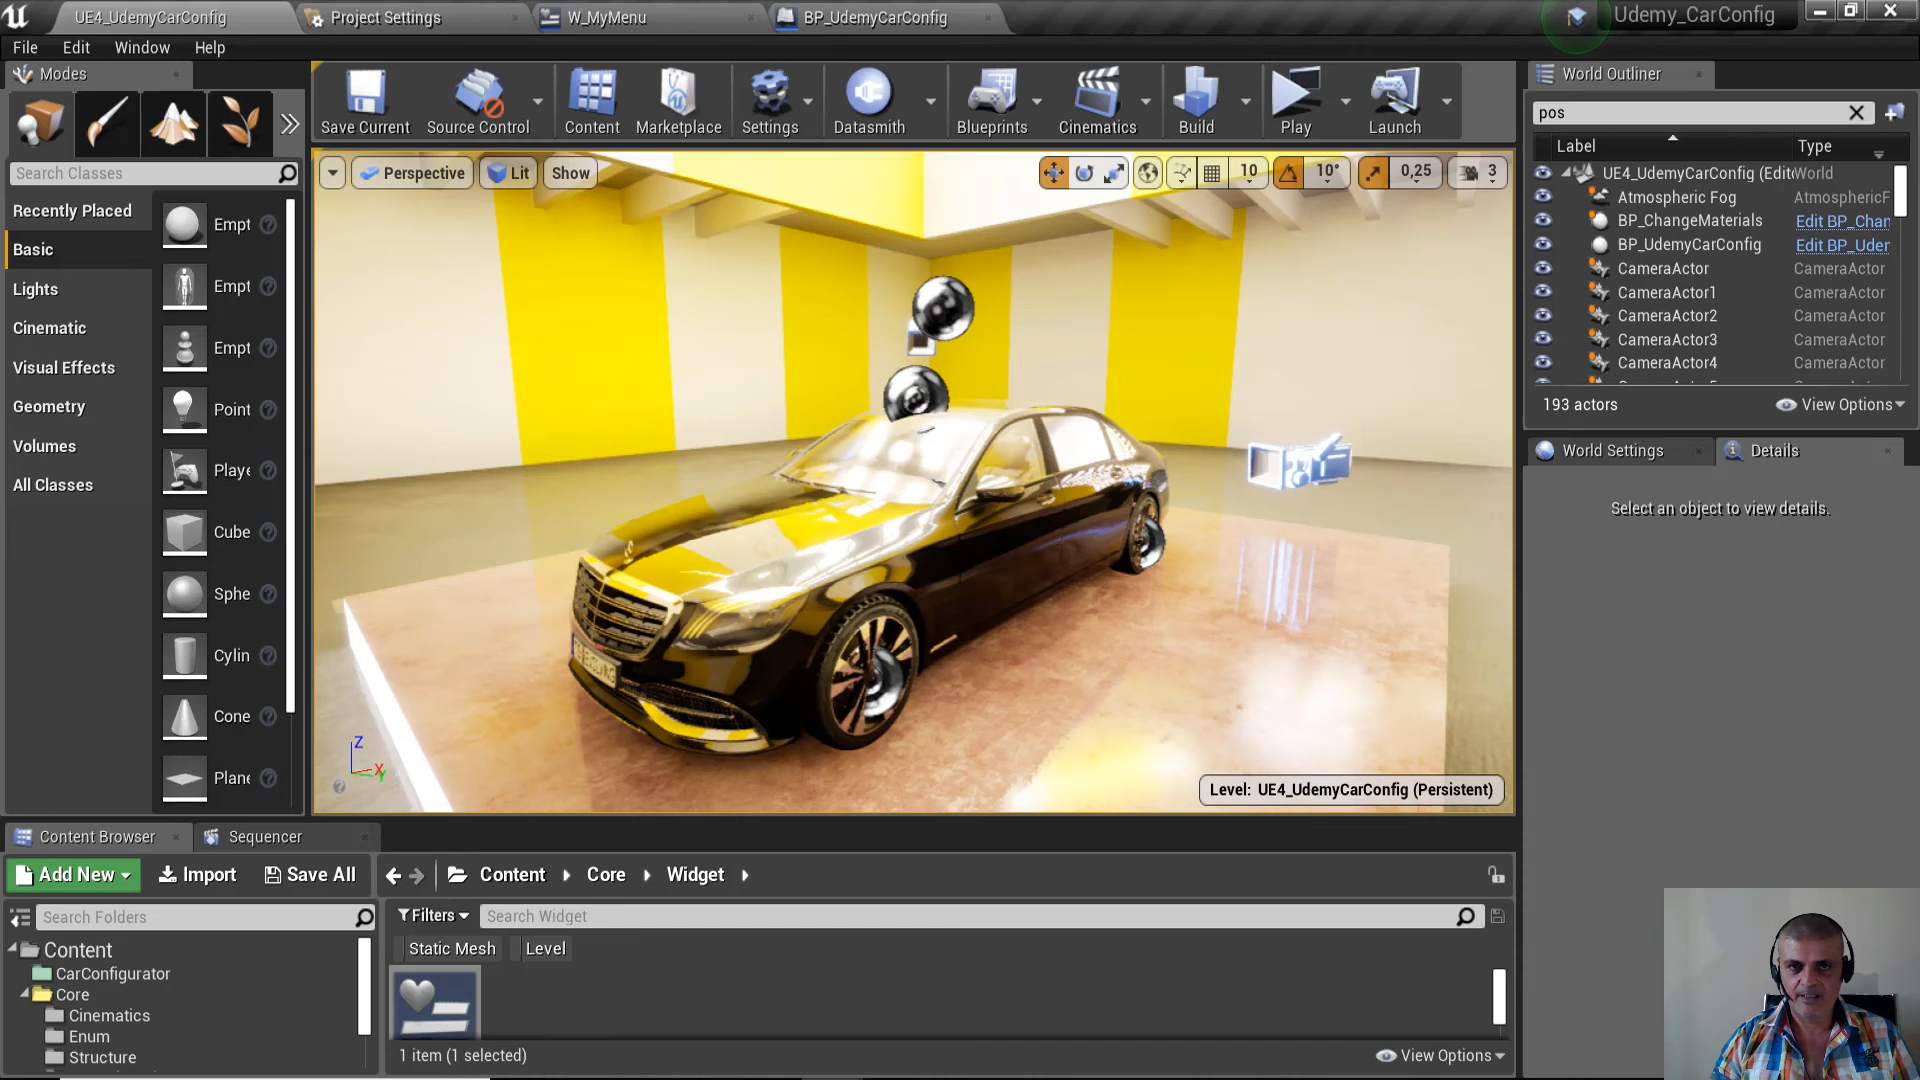 UE4_UdemyCarConfig
Project Settings
W_MyMenu
BP_UdemyCarConfig
Udemy_CarConfig
File
Edit
Window
Help
Modes
Save Current
Source Control
Content
Marketplace
Settings
Datasmith
Blueprints
Cinematics
Build
Play
Launch
World Outliner
pos
Label
Type
Search Classes
Recently Placed
Basic
Lights
Cinematic
Visual Effects
Geometry
Volumes
All Classes
Empt
Empt
Empt
Point
Playe
Cube
Sphe
Cylin
Cone
Plane
Perspective
Lit
Show
10
10°
0,25
3
UE4_UdemyCarConfig (Edit
World
Atmospheric Fog
AtmosphericF
BP_ChangeMaterials
Edit BP_Chan
BP_UdemyCarConfig
Edit BP_Uder
CameraActor
CameraActor
CameraActor1
CameraActor
CameraActor2
CameraActor
CameraActor3
CameraActor
CameraActor4
CameraActor
193 actors
View Options
World Settings
Details
Select an object to view details.
Z
X
Y
Level: UE4_UdemyCarConfig (Persistent)
Content Browser
Sequencer
Add New
Import
Save All
Content
Core
Widget
Search Folders
Filters
Search Widget
Static Mesh
Level
Content
CarConfigurator
Core
Cinematics
Enum
Structure
1 item (1 selected)
View Options